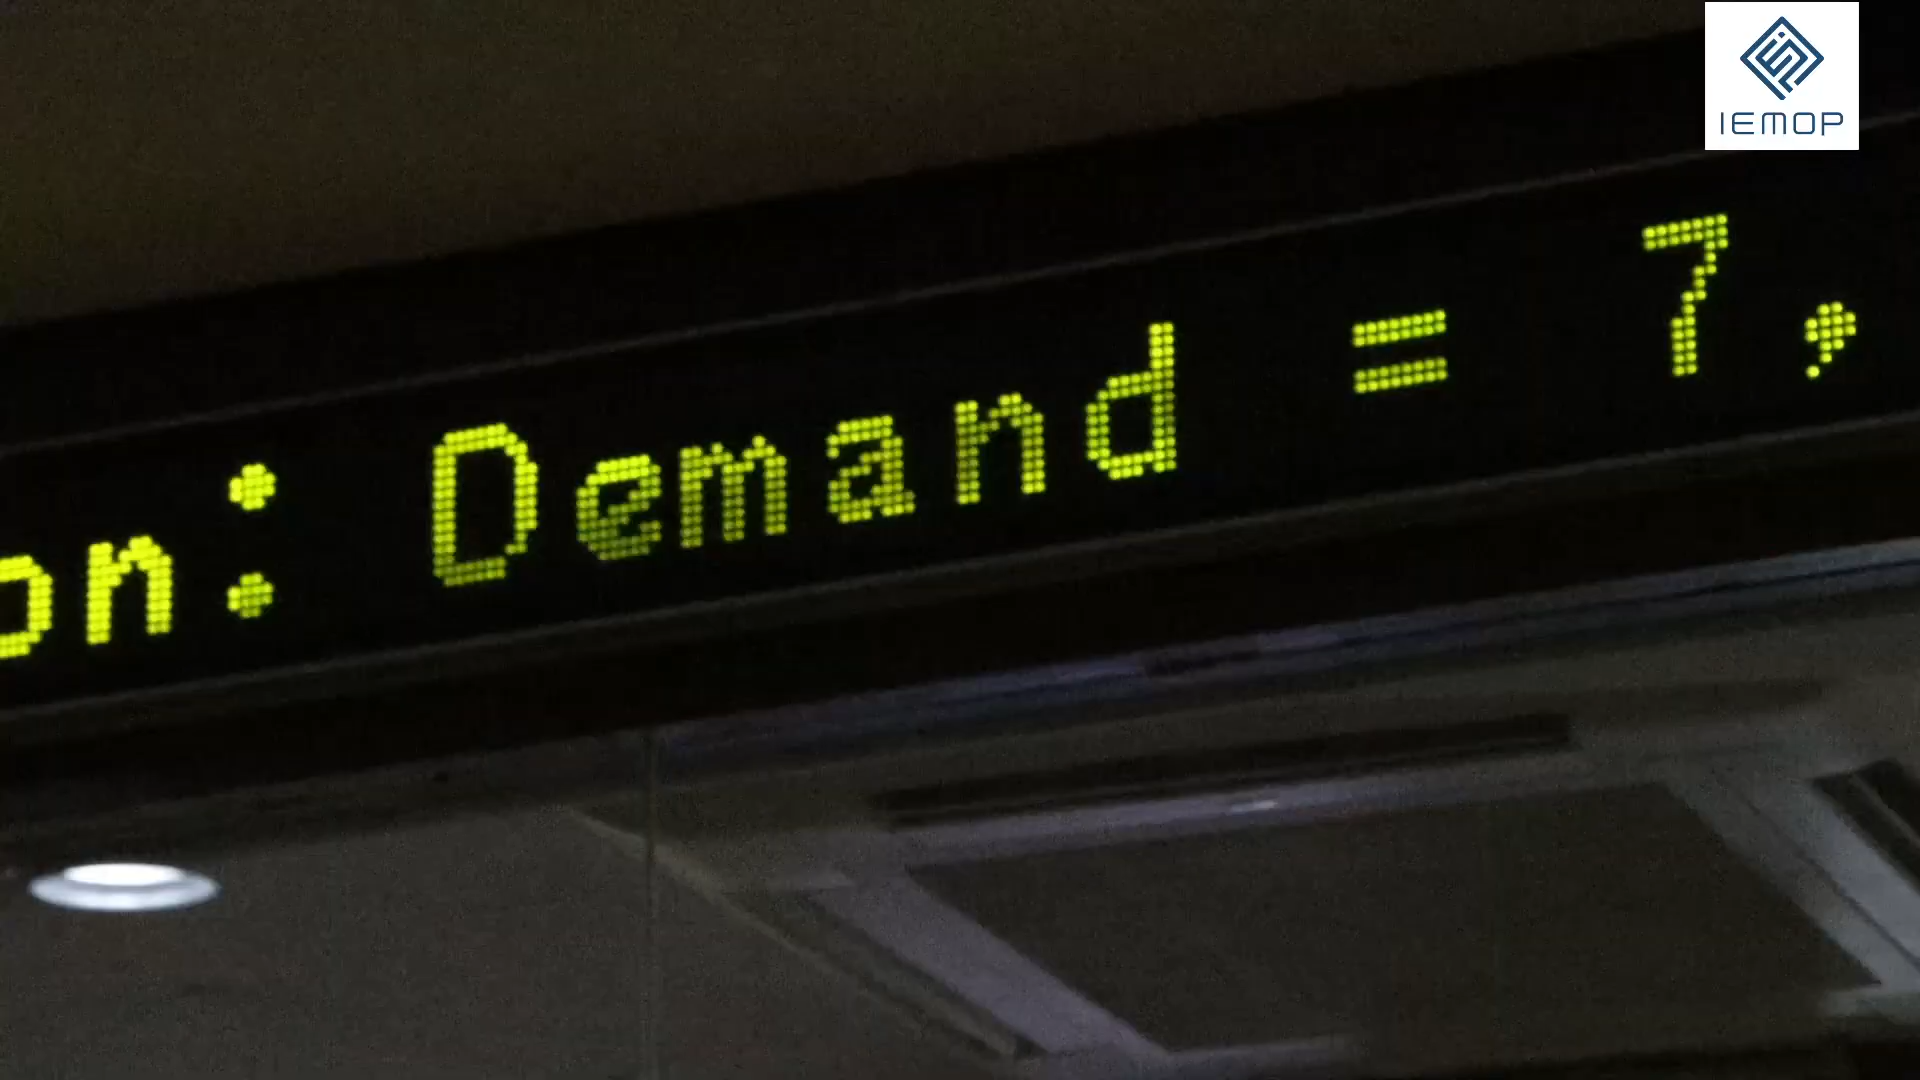 IEMOP
on: Demand = 7,